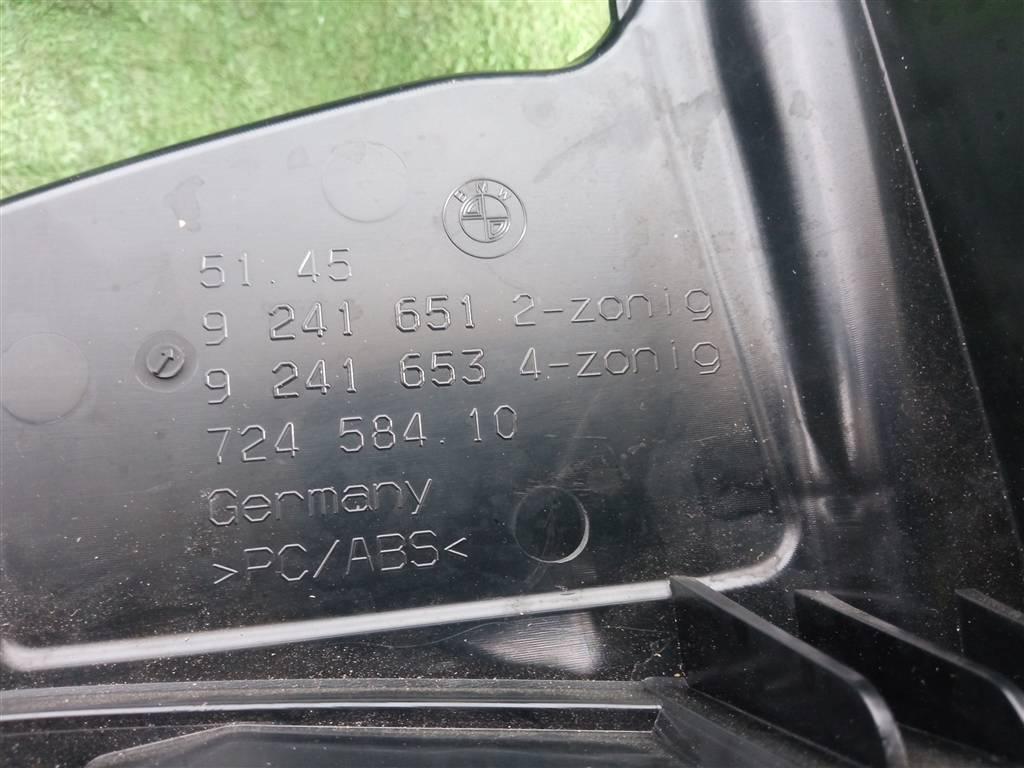 BMW
51.45
9 241 651 2-zonig
9 241 653 4-zonig
724 584.10
Germany
>PC/ABS<